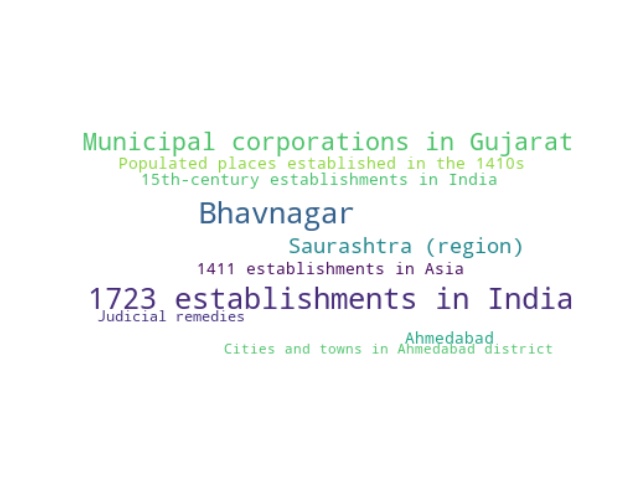 Municipal corporations in Gujarat
Populated places established in the 1410s
15th-century establishments in India
Bhavnagar
Saurashtra (region)
1411 establishments in Asia
1723 establishments in India
Judicial remedies
Ahmedabad
Cities and towns in Ahmedabad district